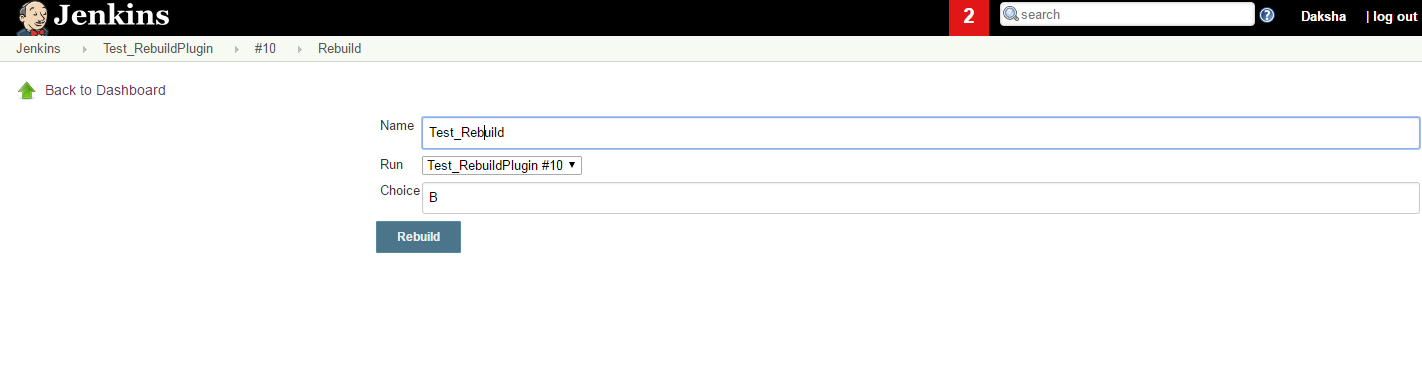 Jenkins 2 search ? Daksha | log out
Jenkins Test_RebuildPlugin #10 Rebuild
Back to Dashboard
Name Test_Rebuild
Run Test_RebuildPlugin #10
Choice B
Rebuild